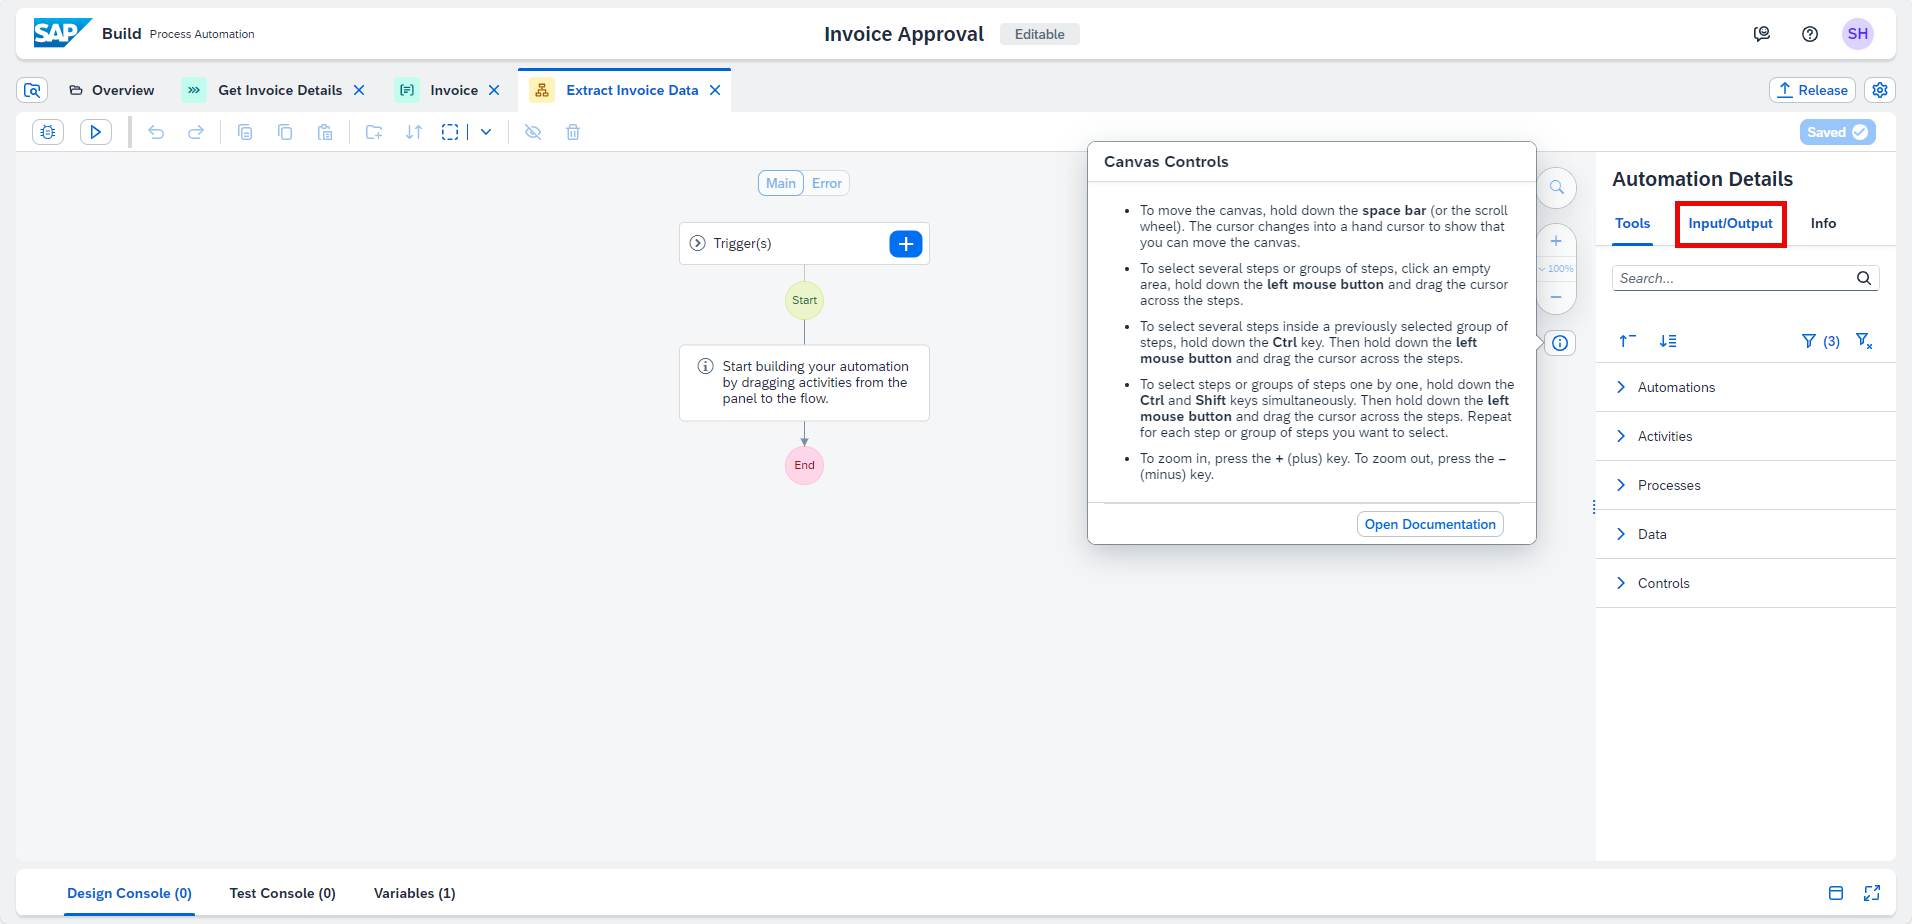 SAP Build Process Automation
Invoice Approval Editable
SH
Overview Get Invoice Details Invoice Extract Invoice Data
Release
Saved
Main Error
Trigger(s)
Start
Start building your automation
by dragging activities from the
panel to the flow.
End
Canvas Controls
• To move the canvas, hold down the space bar (or the scroll
wheel). The cursor changes into a hand cursor to show that
you can move the canvas.
• To select several steps or groups of steps, click an empty
area, hold down the left mouse button and drag the cursor
across the steps.
• To select several steps inside a previously selected group of
steps, hold down the Ctrl key. Then hold down the left
mouse button and drag the cursor across the steps.
• To select steps or groups of steps one by one, hold down the
Ctrl and Shift keys simultaneously. Then hold down the left
mouse button and drag the cursor across the steps. Repeat
for each step or group of steps you want to select.
• To zoom in, press the + (plus) key. To zoom out, press the –
(minus) key.
Open Documentation
100%
Automation Details
Tools Input/Output Info
Search...
(3)
Automations
Activities
Processes
Data
Controls
Design Console (0) Test Console (0) Variables (1)